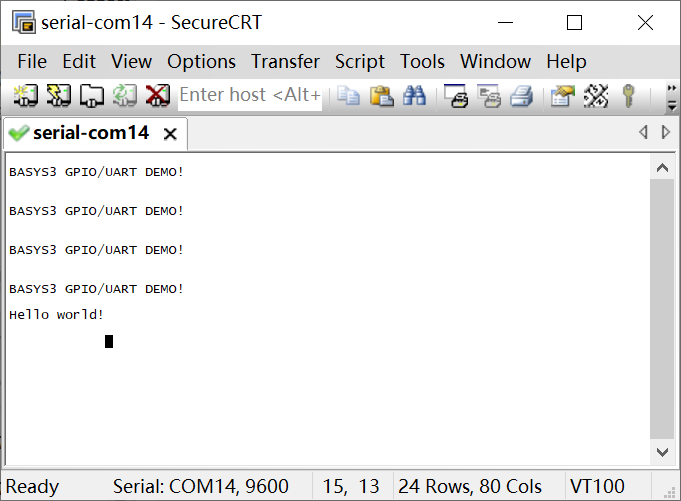 serial-com14 - SecureCRT
File Edit View Options Transfer Script Tools Window Help
Enter host <Alt+
serial-com14
BASYS3 GPIO/UART DEMO!
BASYS3 GPIO/UART DEMO!
BASYS3 GPIO/UART DEMO!
BASYS3 GPIO/UART DEMO!
Hello world!
Ready Serial: COM14, 9600 15, 13 24 Rows, 80 Cols VT100